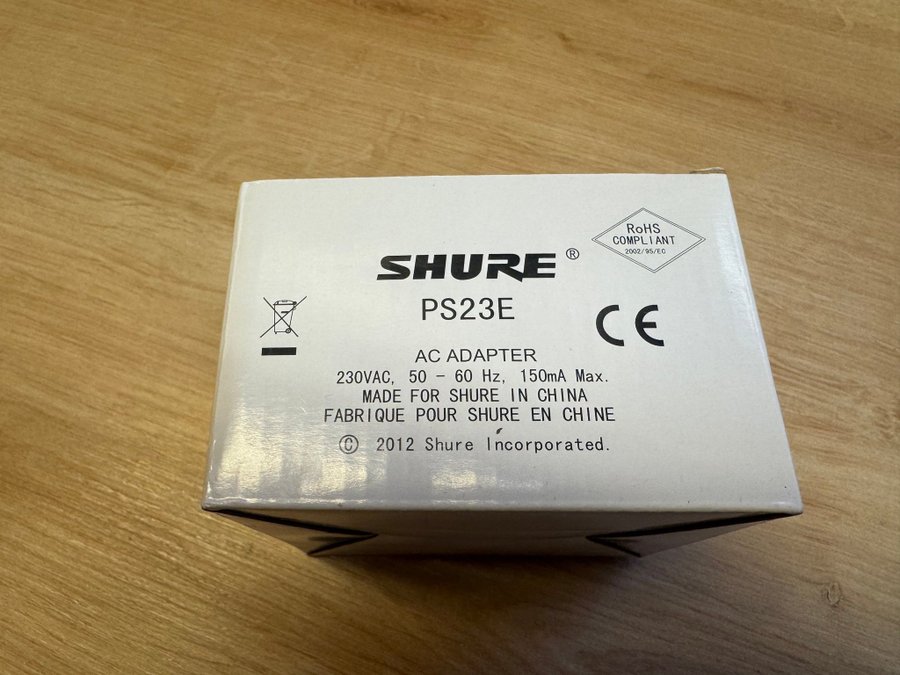 RoHS
COMPLIANT
2002/95/EC
SHURE®
PS23E
CE
AC ADAPTER
230VAC, 50 - 60 Hz, 150mA Max.
MADE FOR SHURE IN CHINA
FABRIQUE POUR SHURE EN CHINE
© 2012 Shure Incorporated.